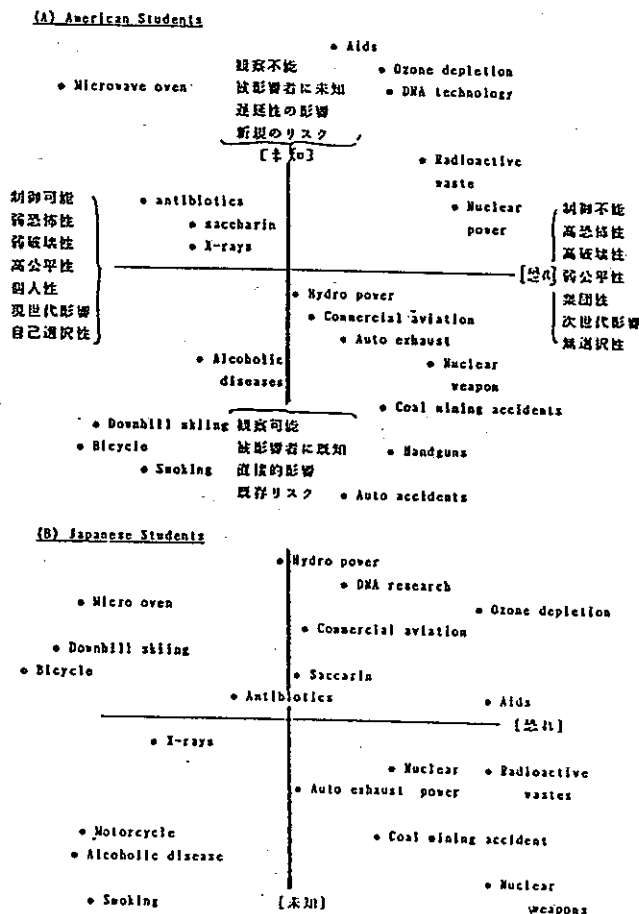 (A) American Students
• Aids
観察不能
• Ozone depletion
• Microwave oven
被影響者に未知
• DNA technology
遅延性の影響
新規のリスク
[未知]
• Radioactive
waste
制御可能
• antibiotics
• Nuclear
power
制御不能
弱恐怖性
• saccharin
高恐怖性
弱破壊性
• X-rays
高破壊性
高公平性
[恐れ]
弱公平性
個人性
• Hydro power
集団性
現世代影響
• Commercial aviation
次世代影響
自己選択性
• Auto exhaust
無選択性
• Alcoholic
diseases
• Nuclear
weapon
• Coal mining accidents
• Downhill skiing
観察可能
• Bicycle
被影響者に既知
• Handguns
• Smoking
直接的影響
既存リスク
• Auto accidents
(B) Japanese Students
• Hydro power
• DNA research
• Micro oven
• Ozone depletion
• Commercial aviation
• Downhill skiing
• Bicycle
• Saccarin
• Antibiotics
• Aids
[恐れ]
• X-rays
• Nuclear
power
• Radioactive
wastes
• Auto exhaust
• Motorcycle
• Coal mining accident
• Alcoholic disease
• Smoking
[未知]
• Nuclear
weapons